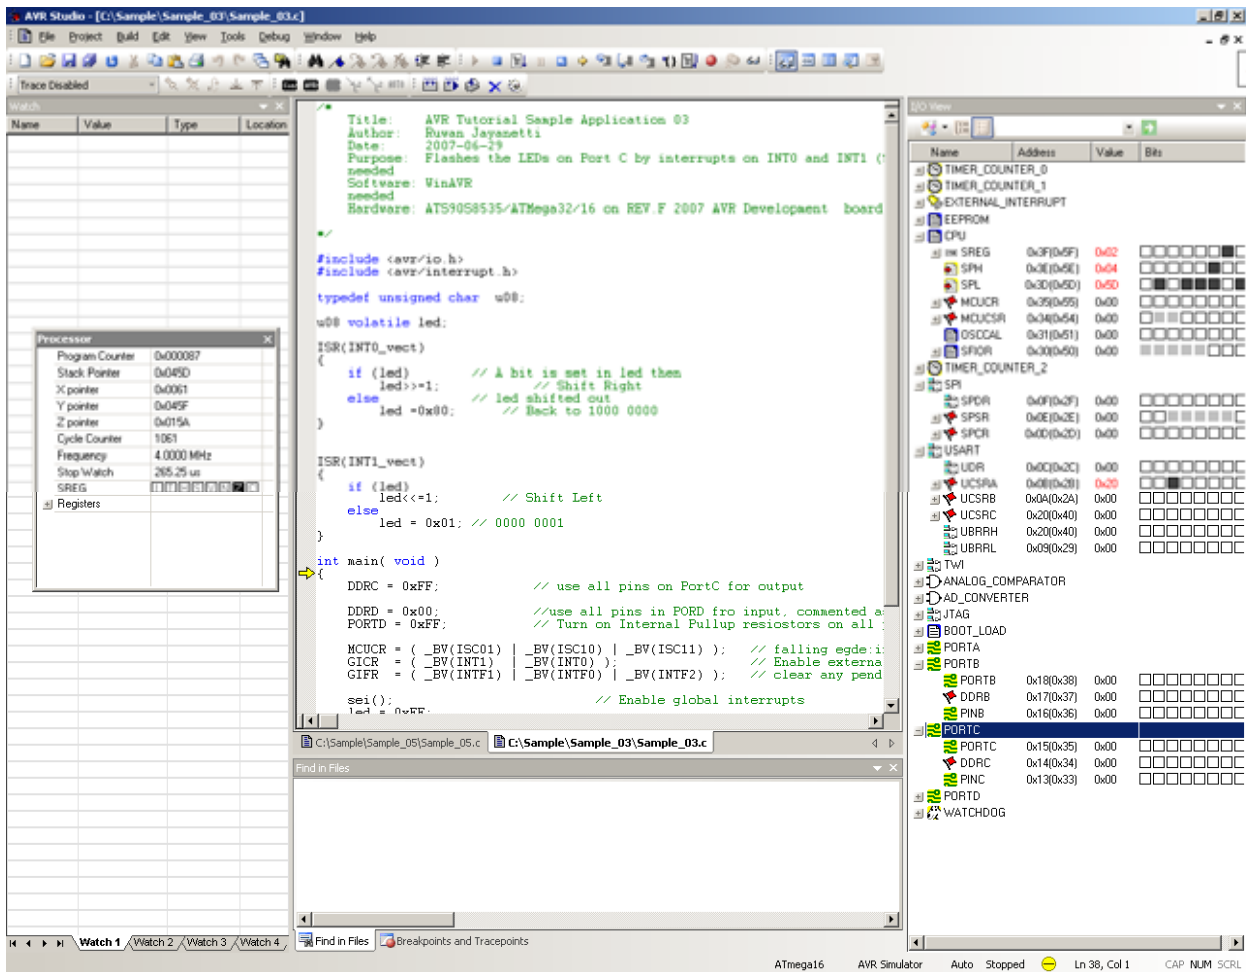 AVR Studio - [C:\Sample\Sample_03\Sample_03.c]
File Project Build Edit View Tools Debug Window Help
Trace Disabled
Watch
Name Value Type Location
/*
Title: AVR Tutorial Sample Application 03
Author: Ruwan Jayanetti
Date: 2007-06-29
Purpose: Flashes the LEDs on Port C by interrupts on INT0 and INT1 (
needed
Software: WinAVR
needed
Hardware: ATS90S8535/ATMega32/16 on REV.F 2007 AVR Development board
*/
#include <avr/io.h>
#include <avr/interrupt.h>
typedef unsigned char u08;
u08 volatile led;
ISR(INT0_vect)
{
if (led) // A bit is set in led then
led>>=1; // Shift Right
else // led shifted out
led =0x80; // Back to 1000 0000
}
ISR(INT1_vect)
{
if (led)
led<<=1; // Shift Left
else
led = 0x01; // 0000 0001
}
int main( void )
{
DDRC = 0xFF; // use all pins on PortC for output
DDRD = 0x00; //use all pins in PORD fro input, commented a
PORTD = 0xFF; // Turn on Internal Pullup resiostors on all
MCUCR = ( _BV(ISC01) | _BV(ISC10) | _BV(ISC11) ); // falling egde:i
GICR = ( _BV(INT1) | _BV(INT0) ); // Enable externa
GIFR = ( _BV(INTF1) | _BV(INTF0) | _BV(INTF2) ); // clear any pend
sei(); // Enable global interrupts
led = 0xFF;
Processor
Program Counter 0x000087
Stack Pointer 0x045D
X pointer 0x0061
Y pointer 0x045F
Z pointer 0x015A
Cycle Counter 1061
Frequency 4.0000 MHz
Stop Watch 265.25 us
SREG
Registers
C:\Sample\Sample_05\Sample_05.c C:\Sample\Sample_03\Sample_03.c
Find in Files
Find in Files Breakpoints and Tracepoints
Watch 1 Watch 2 Watch 3 Watch 4
I/O View
Name Address Value Bits
TIMER_COUNTER_0
TIMER_COUNTER_1
EXTERNAL_INTERRUPT
EEPROM
CPU
SREG 0x3F(0x5F) 0x02
SPH 0x3E(0x5E) 0x04
SPL 0x3D(0x5D) 0x5D
MCUCR 0x35(0x55) 0x00
MCUCSR 0x34(0x54) 0x00
OSCCAL 0x31(0x51) 0x00
SFIOR 0x30(0x50) 0x00
TIMER_COUNTER_2
SPI
SPDR 0x0F(0x2F) 0x00
SPSR 0x0E(0x2E) 0x00
SPCR 0x0D(0x2D) 0x00
USART
UDR 0x0C(0x2C) 0x00
UCSRA 0x0B(0x2B) 0x20
UCSRB 0x0A(0x2A) 0x00
UCSRC 0x20(0x40) 0x00
UBRRH 0x20(0x40) 0x00
UBRRL 0x09(0x29) 0x00
TWI
ANALOG_COMPARATOR
AD_CONVERTER
JTAG
BOOT_LOAD
PORTA
PORTB
PORTB 0x18(0x38) 0x00
DDRB 0x17(0x37) 0x00
PINB 0x16(0x36) 0x00
PORTC
PORTC 0x15(0x35) 0x00
DDRC 0x14(0x34) 0x00
PINC 0x13(0x33) 0x00
PORTD
WATCHDOG
ATmega16 AVR Simulator Auto Stopped Ln 38, Col 1 CAP NUM SCRL